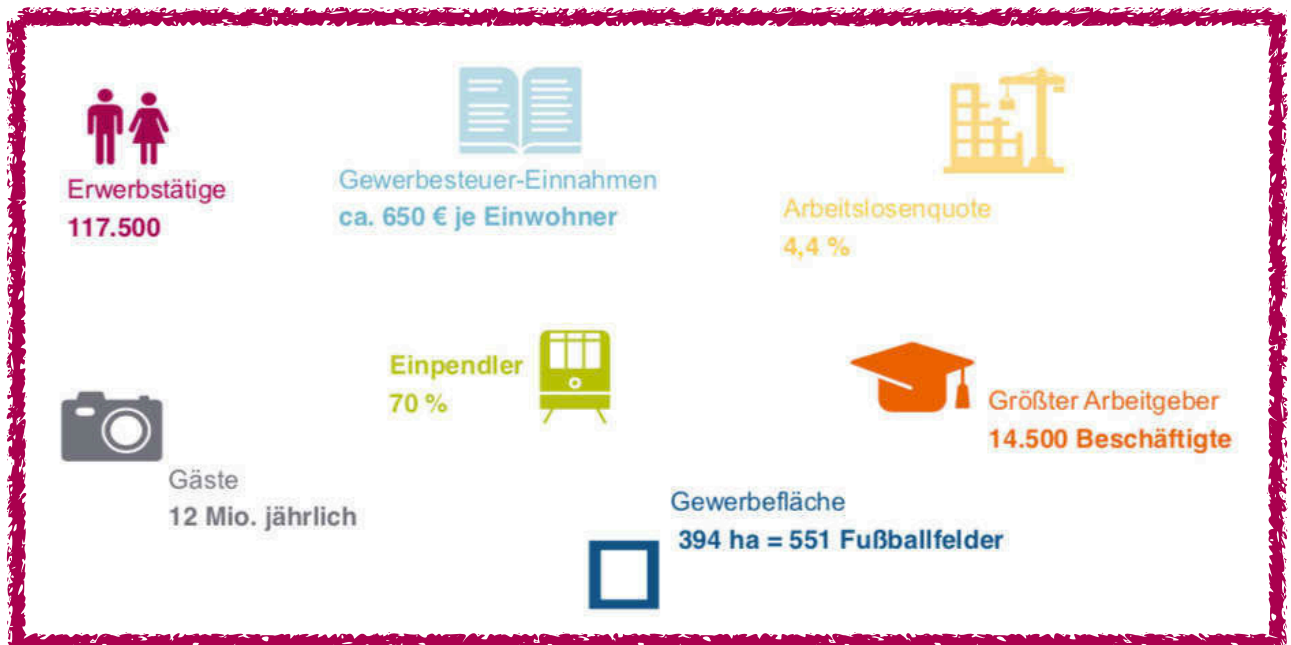 Erwerbstätige
117.500
Gewerbesteuer-Einnahmen
ca. 650 € je Einwohner
Arbeitslosenquote
4,4 %
Einpendler
70 %
Größter Arbeitgeber
14.500 Beschäftigte
Gäste
12 Mio. jährlich
Gewerbefläche
394 ha = 551 Fußballfelder